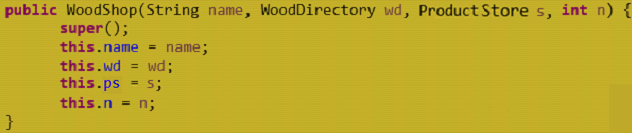 public WoodShop(String name, WoodDirectory wd, ProductStore s, int n) {
super();
this.name = name;
this.wd = wd;
this.ps = s;
this.n = n;
}